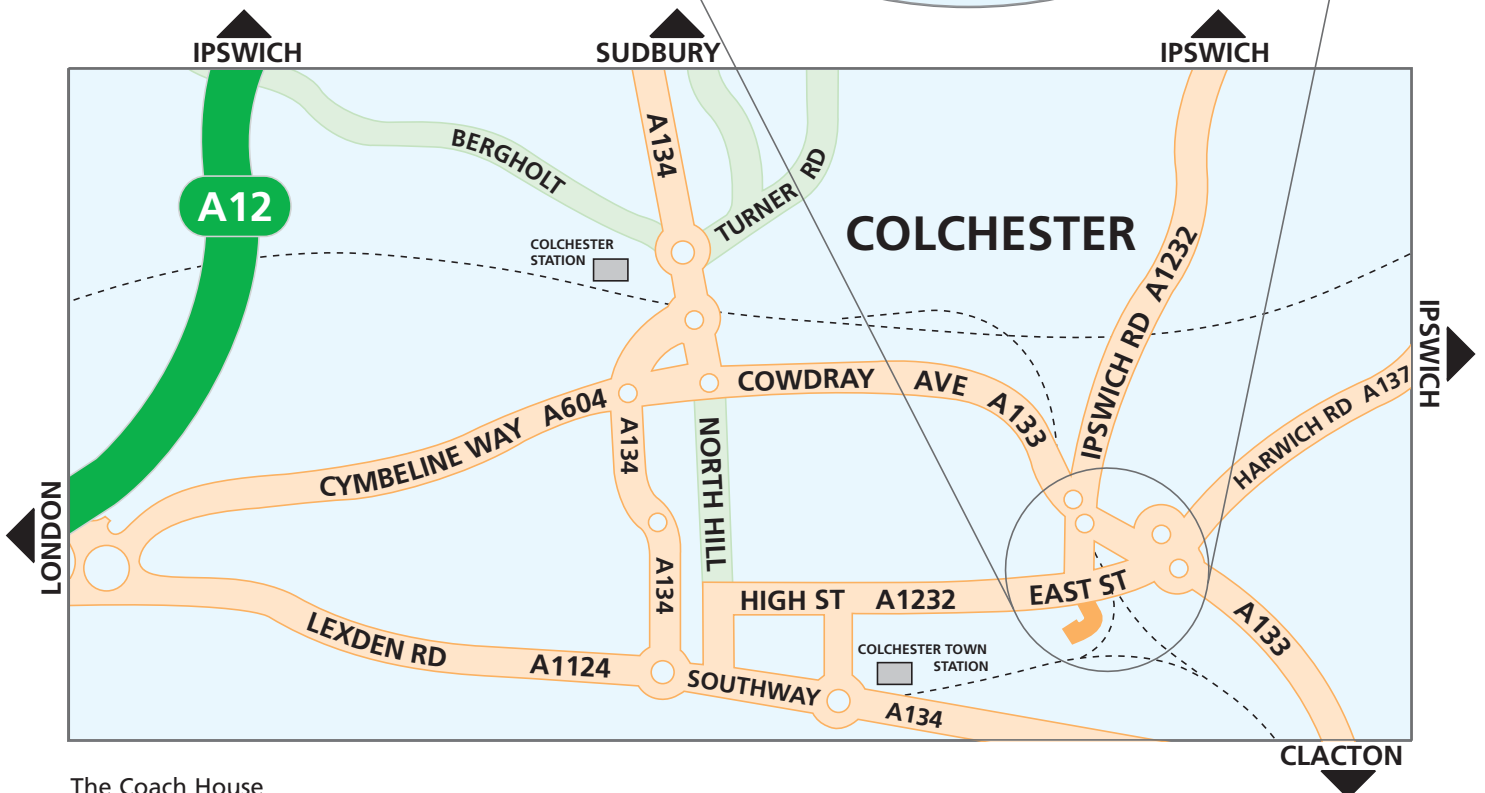 IPSWICH
SUDBURY
IPSWICH
A12
BERGHOLT
A134
TURNER RD
COLCHESTER
STATION
COLCHESTER
IPSWICH RD A1232
IPSWICH
COWDRAY AVE A133
HARWICH RD A137
CYMBELINE WAY A604
A134
NORTH HILL
LONDON
A134
HIGH ST A1232
EAST ST
LEXDEN RD A1124
SOUTHWAY
A134
COLCHESTER TOWN
STATION
A133
CLACTON
The Coach House